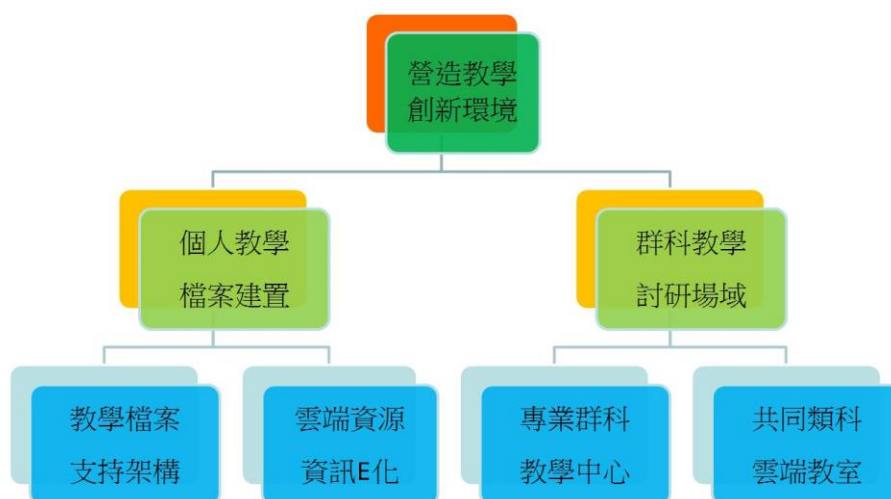 營造教學
創新環境
個人教學
檔案建置
群科教學
討研場域
教學檔案
支持架構
雲端資源
資訊E化
專業群科
教學中心
共同類科
雲端教室